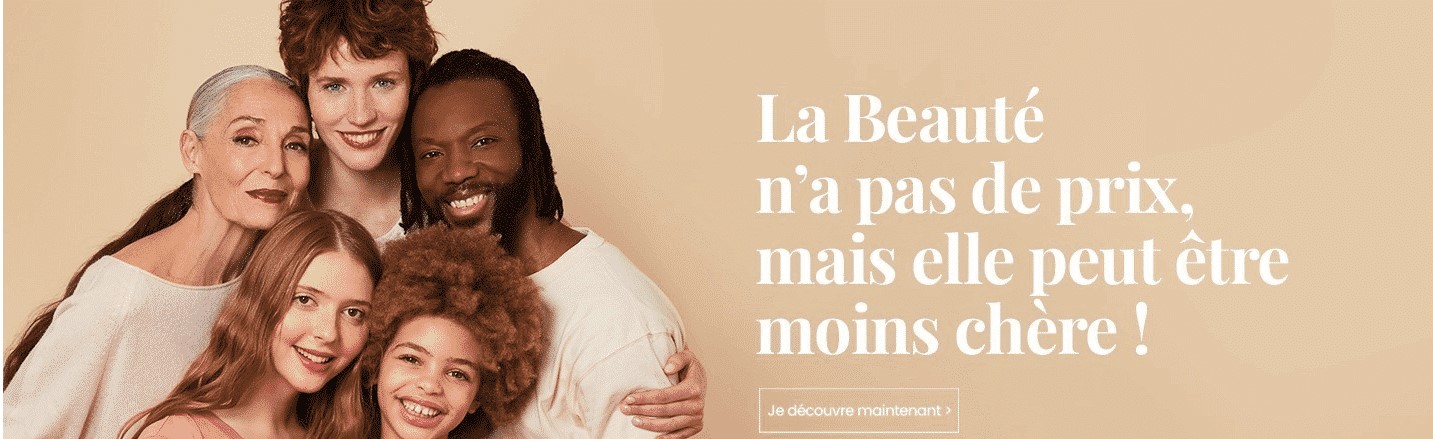 La Beauté
n’a pas de prix,
mais elle peut être
moins chère !
Je découvre maintenant >